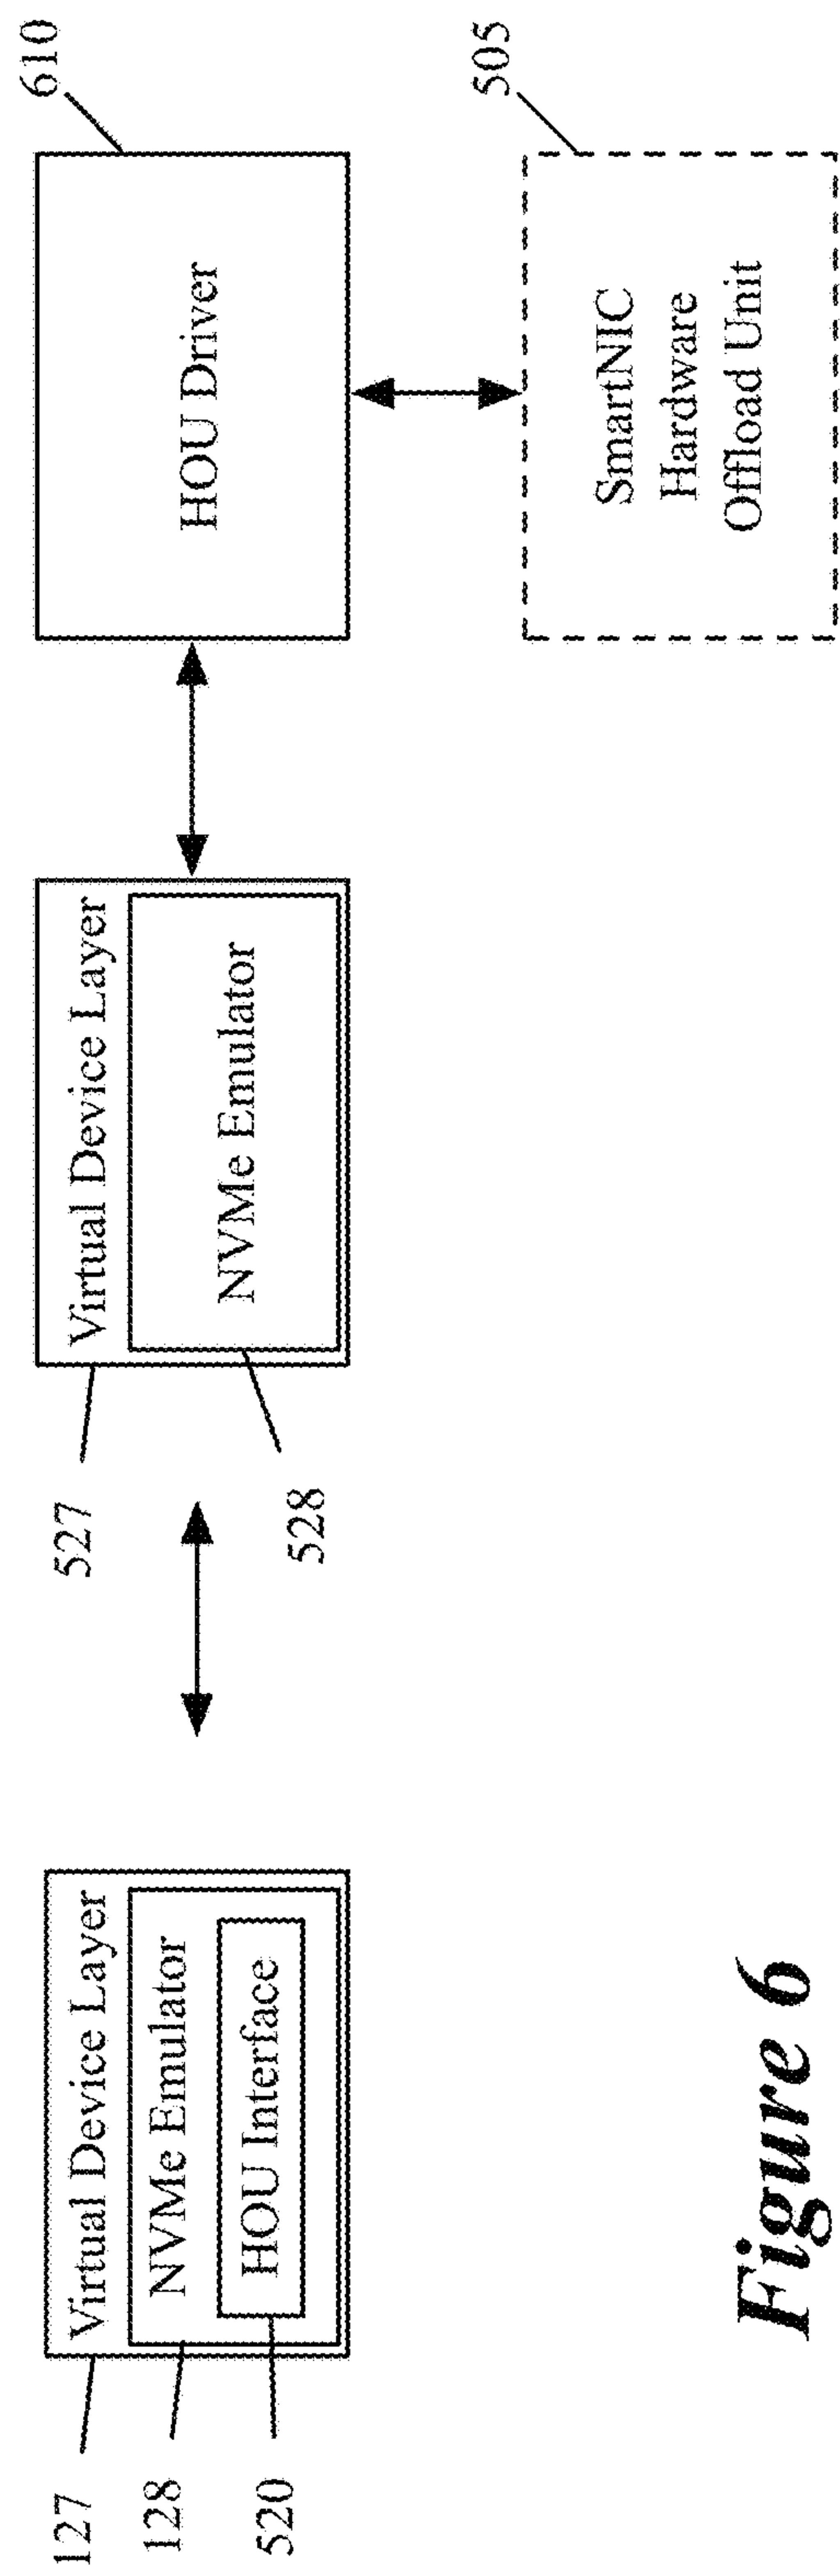 127
Virtual Device Layer
128
NVMe Emulator
520
HOU Interface
527
Virtual Device Layer
528
NVMe Emulator
610
HOU Driver
505
SmartNIC
Hardware
Offload Unit
Figure 6